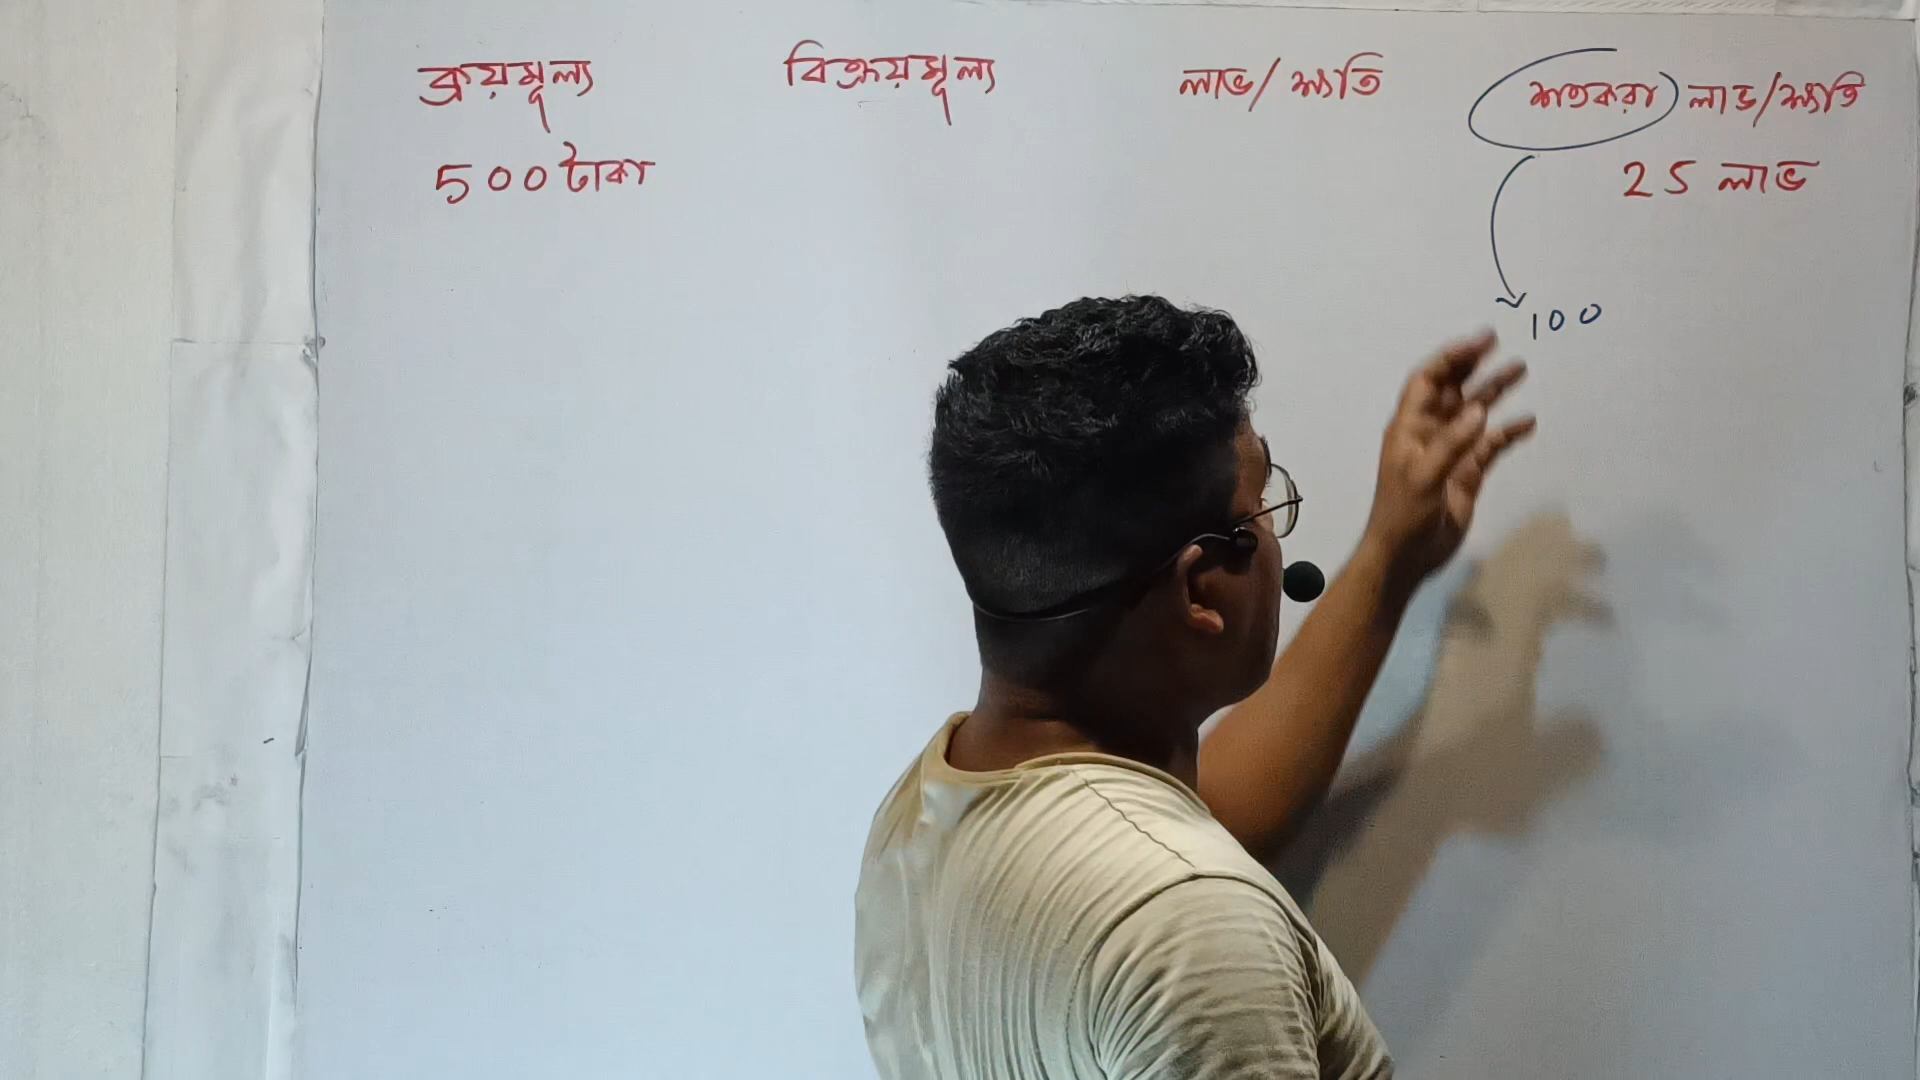 ক্রয়মূল্য বিক্রয়মূল্য লাভ/ক্ষতি শতকরা লাভ/ক্ষতি
500 টাকা 25 লাভ
100